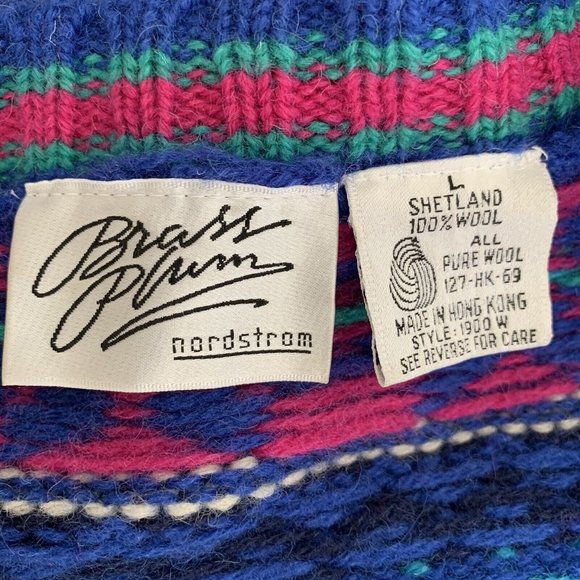 Brass
Plum
nordstrom
L
SHETLAND
100% WOOL
ALL
PURE WOOL
127-HK-69
MADE IN HONG KONG
STYLE: 1900 W
SEE REVERSE FOR CARE